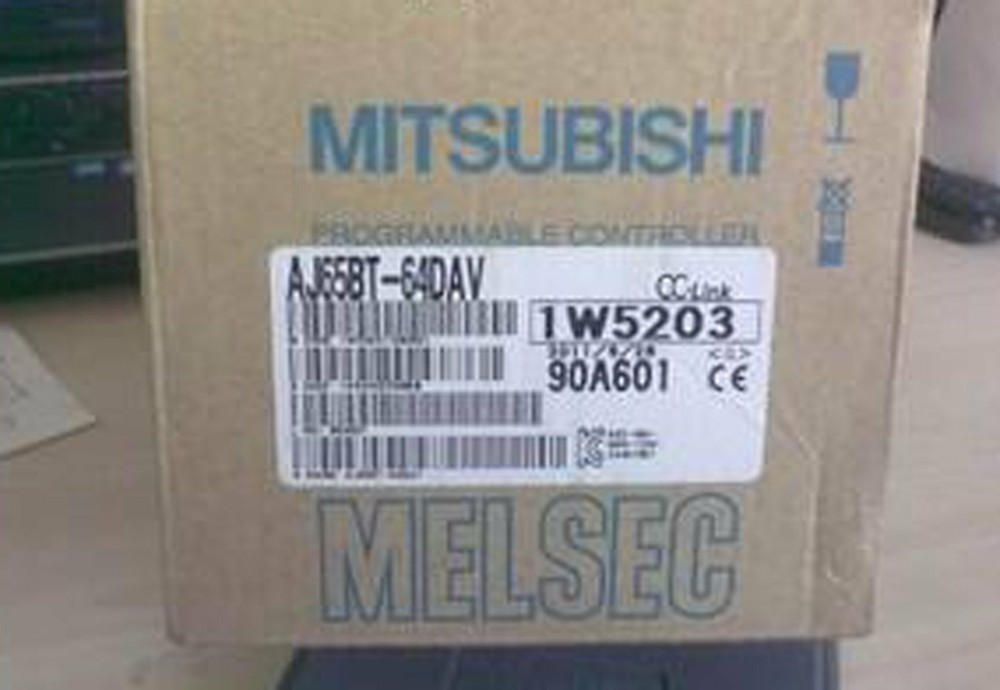 MITSUBISHI
PROGRAMMABLE CONTROLLER
AJ65BT-64DAV
CC-Link
1W5203
90A601 CE
MELSEC